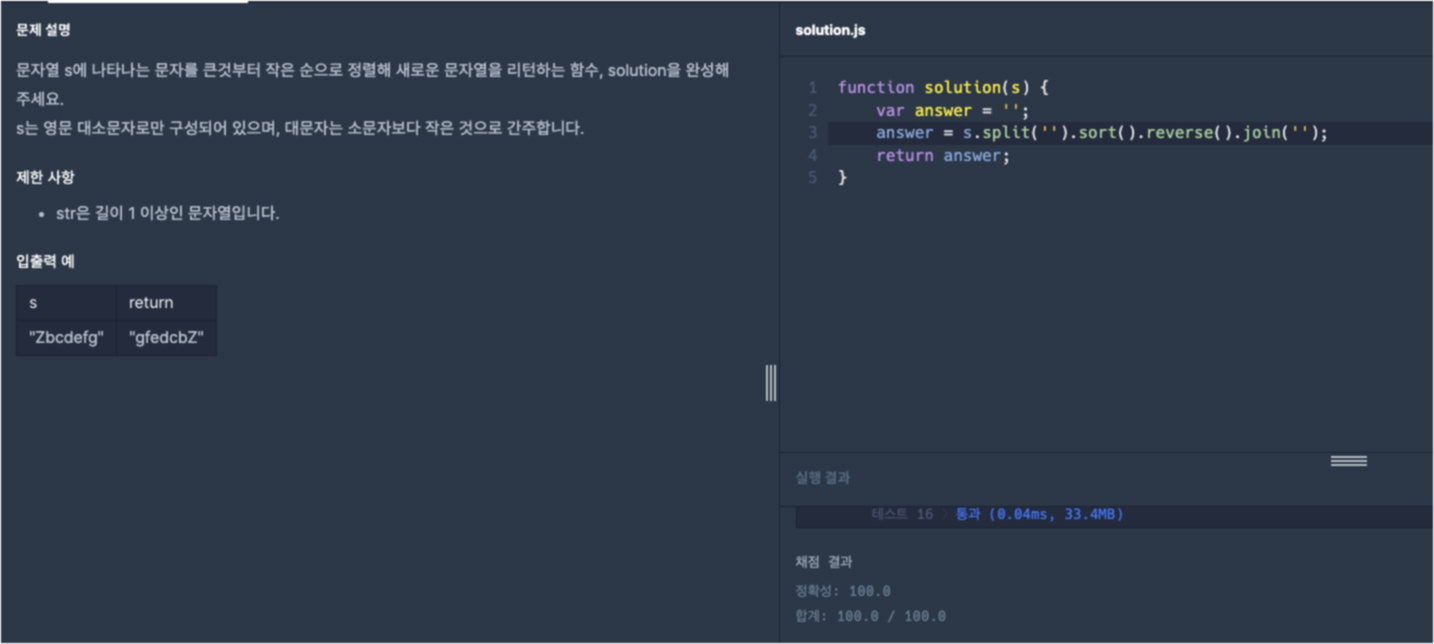 문제 설명
문자열 s에 나타나는 문자를 큰것부터 작은 순으로 정렬해 새로운 문자열을 리턴하는 함수, solution을 완성해
주세요.
s는 영문 대소문자로만 구성되어 있으며, 대문자는 소문자보다 작은 것으로 간주합니다.
제한 사항
• str은 길이 1 이상인 문자열입니다.
입출력 예
s return
"Zbcdefg" "gfedcbZ"
solution.js
1 function solution(s) {
2 var answer = '';
3 answer = s.split('').sort().reverse().join('');
4 return answer;
5 }
실행 결과
테스트 16 〉 통과 (0.04ms, 33.4MB)
채점 결과
정확성: 100.0
합계: 100.0 / 100.0